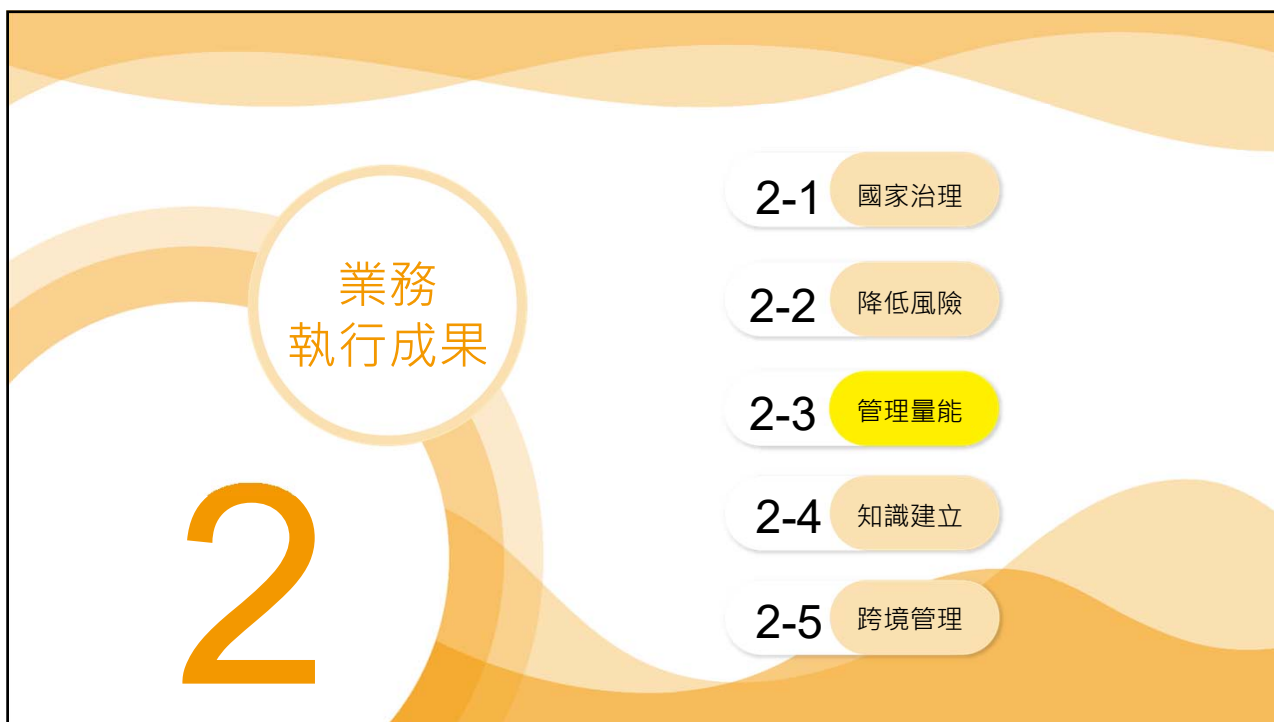 業務
執行成果
2
2-1 國家治理
2-2 降低風險
2-3 管理量能
2-4 知識建立
2-5 跨境管理